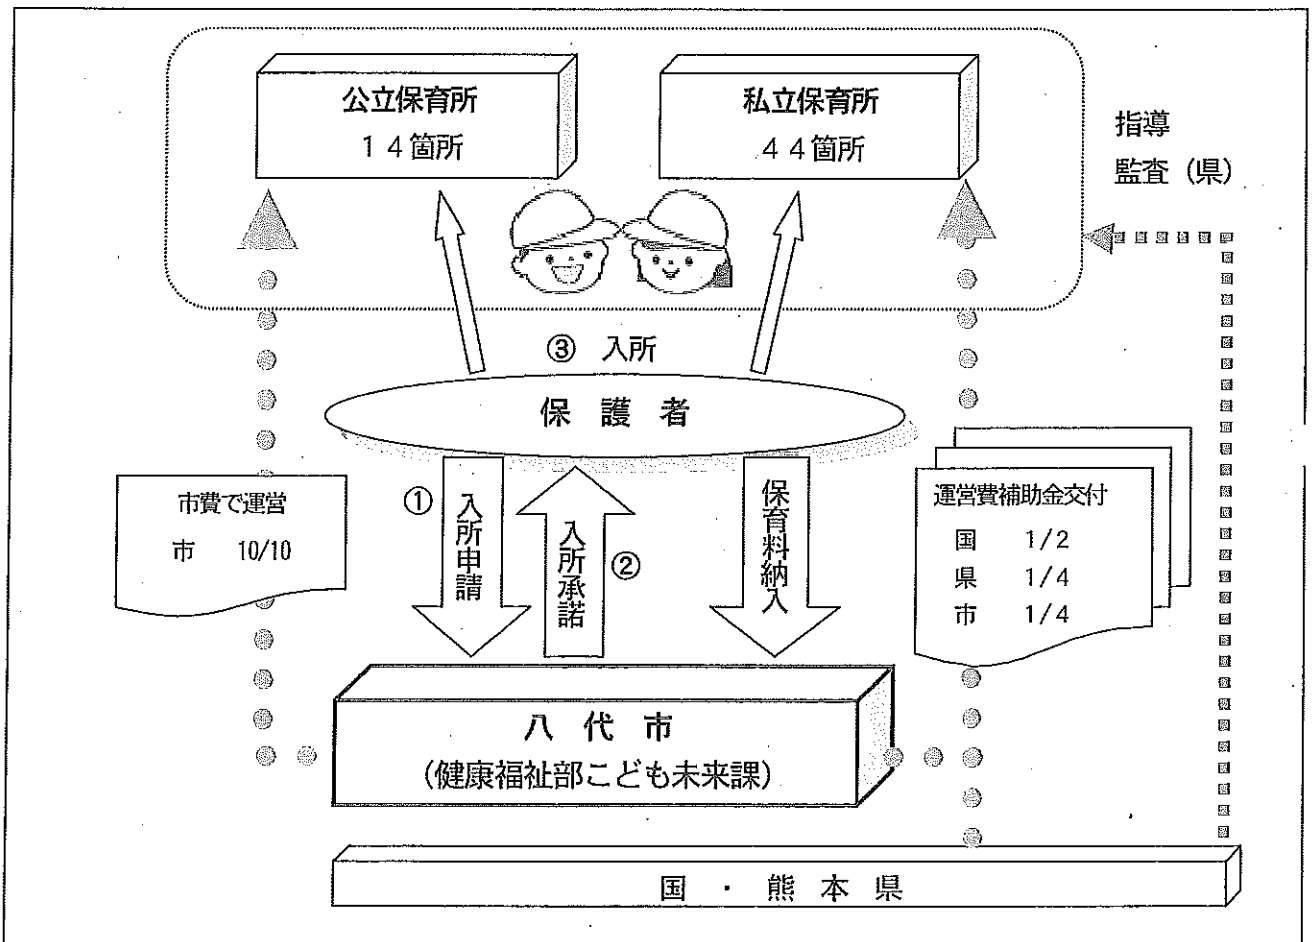 公立保育所
１４箇所
私立保育所
４４箇所
指導
監査（県）
③ 入所
保 護 者
市費で運営
市 10/10
①
入所申請
入所承諾
②
保育料納入
運営費補助金交付
国 1/2
県 1/4
市 1/4
八 代 市
（健康福祉部こども未来課）
国 ・ 熊 本 県